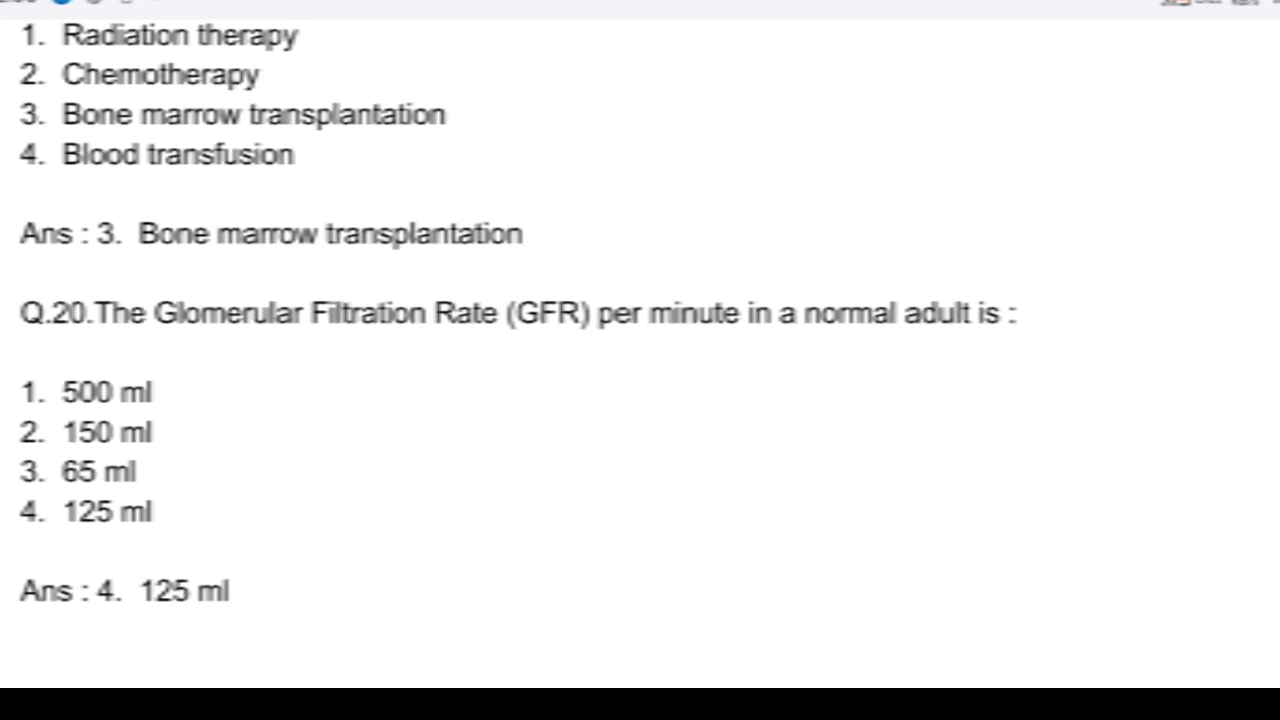 1. Radiation therapy
2. Chemotherapy
3. Bone marrow transplantation
4. Blood transfusion
Ans : 3. Bone marrow transplantation
Q.20.The Glomerular Filtration Rate (GFR) per minute in a normal adult is :
1. 500 ml
2. 150 ml
3. 65 ml
4. 125 ml
Ans : 4. 125 ml